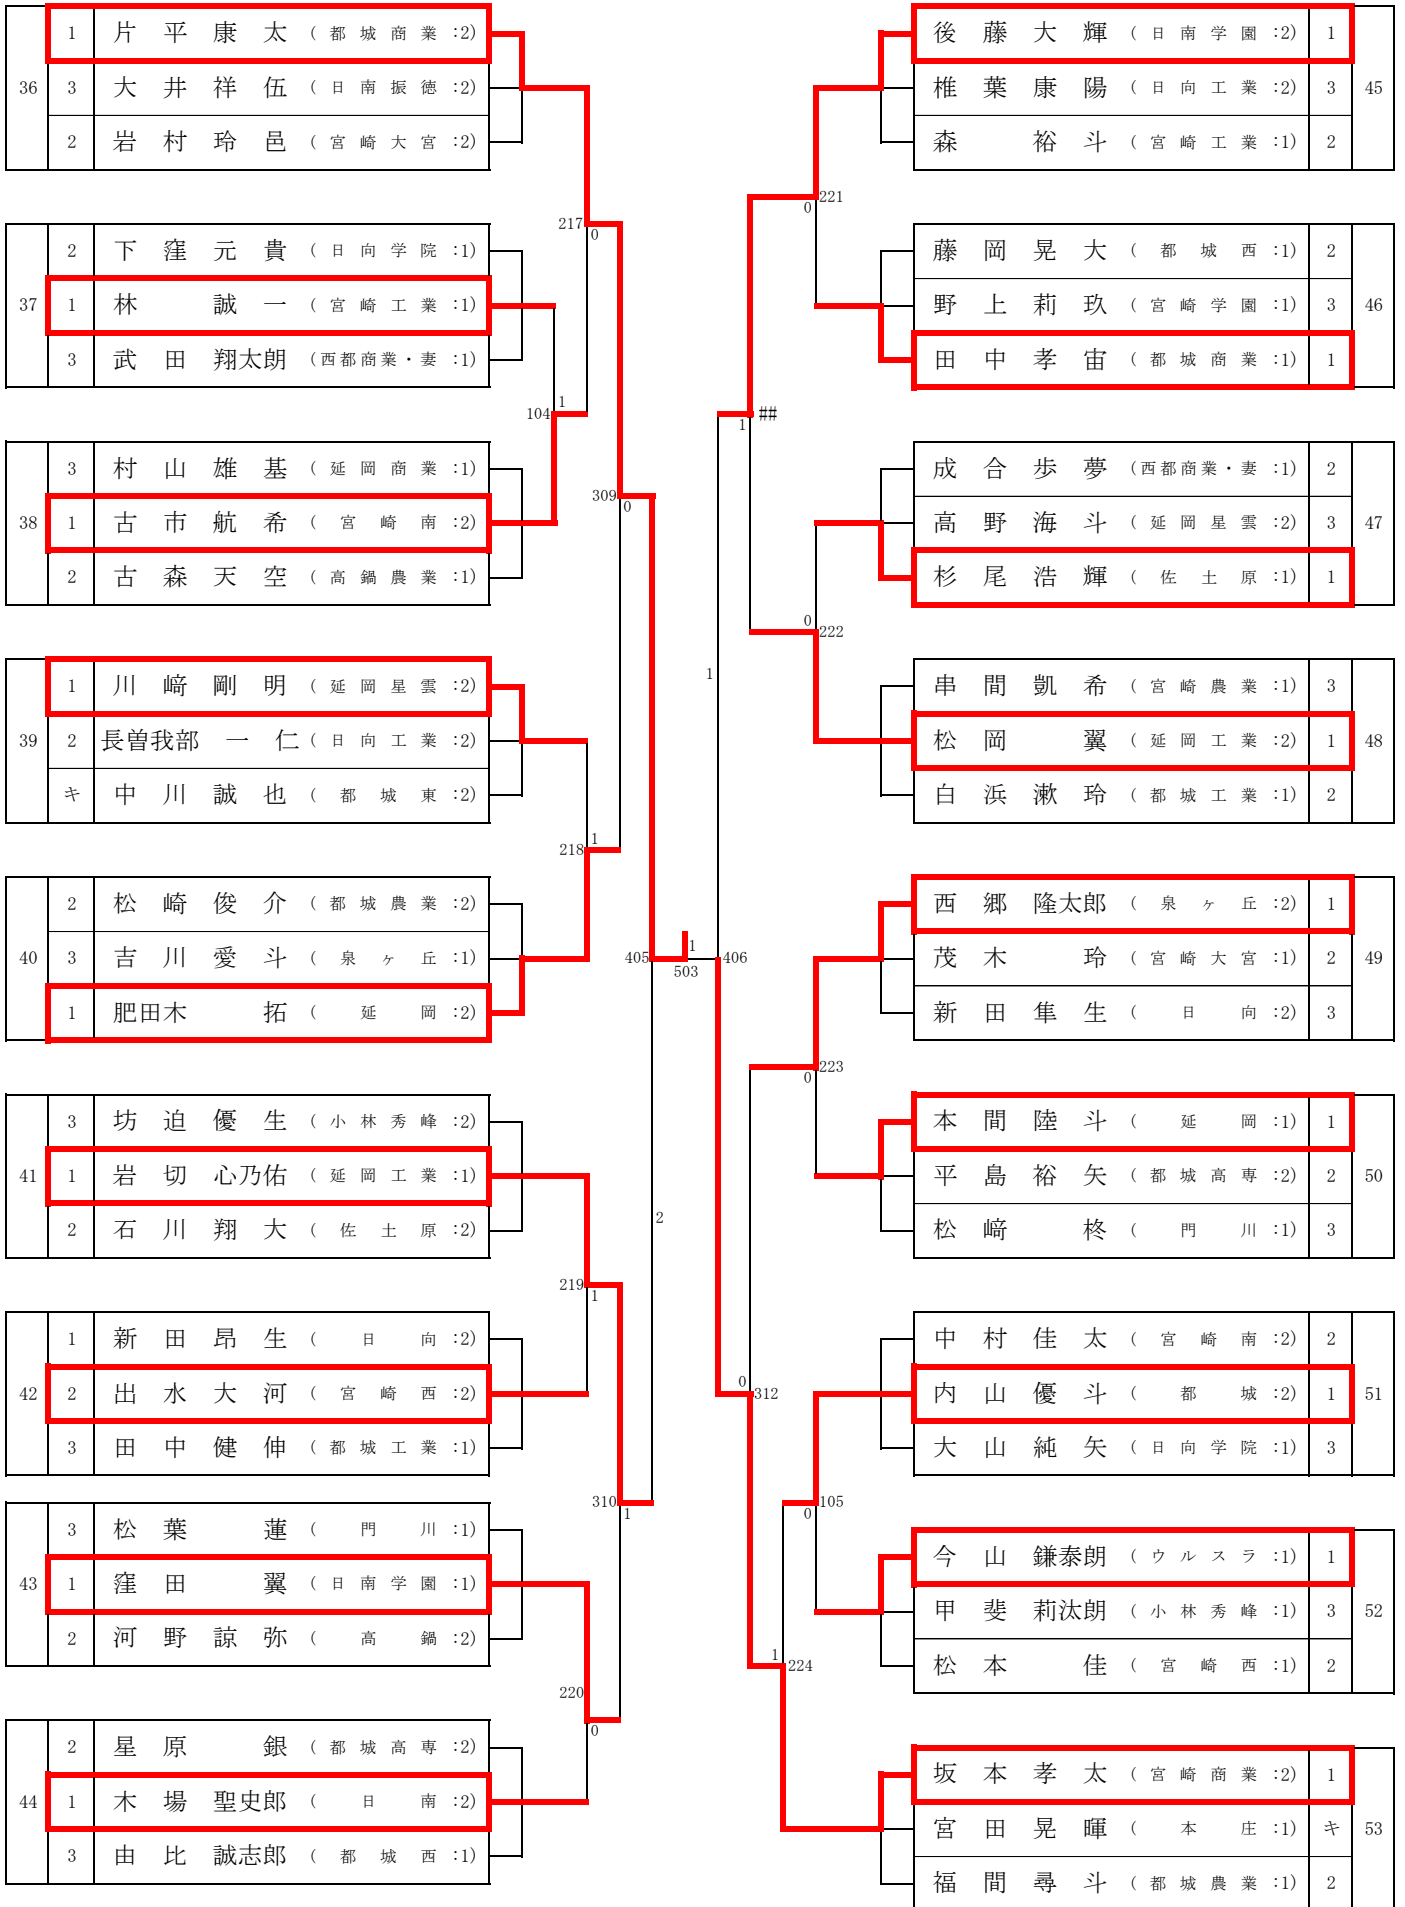 36
1 片平康太 (都城商業:2)
3 大井祥伍 (日南振徳:2)
2 岩村玲邑 (宮崎大宮:2)
37
2 下窪元貴 (日向学院:1)
1 林誠一 (宮崎工業:1)
3 武田翔太朗 (西都商業・妻:1)
38
3 村山雄基 (延岡商業:1)
1 古市航希 (宮崎南:2)
2 古森天空 (高鍋農業:1)
39
1 川﨑剛明 (延岡星雲:2)
2 長曽我部一仁 (日向工業:2)
キ 中川誠也 (都城東:2)
40
2 松崎俊介 (都城農業:2)
3 吉川愛斗 (泉ヶ丘:1)
1 肥田木拓 (延岡:2)
41
3 坊迫優生 (小林秀峰:2)
1 岩切心乃佑 (延岡工業:1)
2 石川翔大 (佐土原:2)
42
1 新田昂生 (日向:2)
2 出水大河 (宮崎西:2)
3 田中健伸 (都城工業:1)
43
3 松葉蓮 (門川:1)
1 窪田翼 (日南学園:1)
2 河野諒弥 (高鍋:2)
44
2 星原銀 (都城高専:2)
1 木場聖史郎 (日南:2)
3 由比誠志郎 (都城西:1)
217
0
104
1
309
0
218
1
405
1
503
2
219
1
310
1
220
0
221
0
##
1
0
222
1
406
223
0
0
312
105
0
1
224
後藤大輝 (日南学園:2) 1
椎葉康陽 (日向工業:2) 3
森裕斗 (宮崎工業:1) 2
45
藤岡晃大 (都城西:1) 2
野上莉玖 (宮崎学園:1) 3
田中孝宙 (都城商業:1) 1
46
成合歩夢 (西都商業・妻:1) 2
高野海斗 (延岡星雲:2) 3
杉尾浩輝 (佐土原:1) 1
47
串間凱希 (宮崎農業:1) 3
松岡翼 (延岡工業:2) 1
白浜漱玲 (都城工業:1) 2
48
西郷隆太郎 (泉ヶ丘:2) 1
茂木玲 (宮崎大宮:1) 2
新田隼生 (日向:2) 3
49
本間陸斗 (延岡:1) 1
平島裕矢 (都城高専:2) 2
松﨑柊 (門川:1) 3
50
中村佳太 (宮崎南:2) 2
内山優斗 (都城:2) 1
大山純矢 (日向学院:1) 3
51
今山鎌泰朗 (ウルスラ:1) 1
甲斐莉汰朗 (小林秀峰:1) 3
松本佳 (宮崎西:1) 2
52
坂本孝太 (宮崎商業:2) 1
宮田晃暉 (本庄:1) キ
福間尋斗 (都城農業:1) 2
53